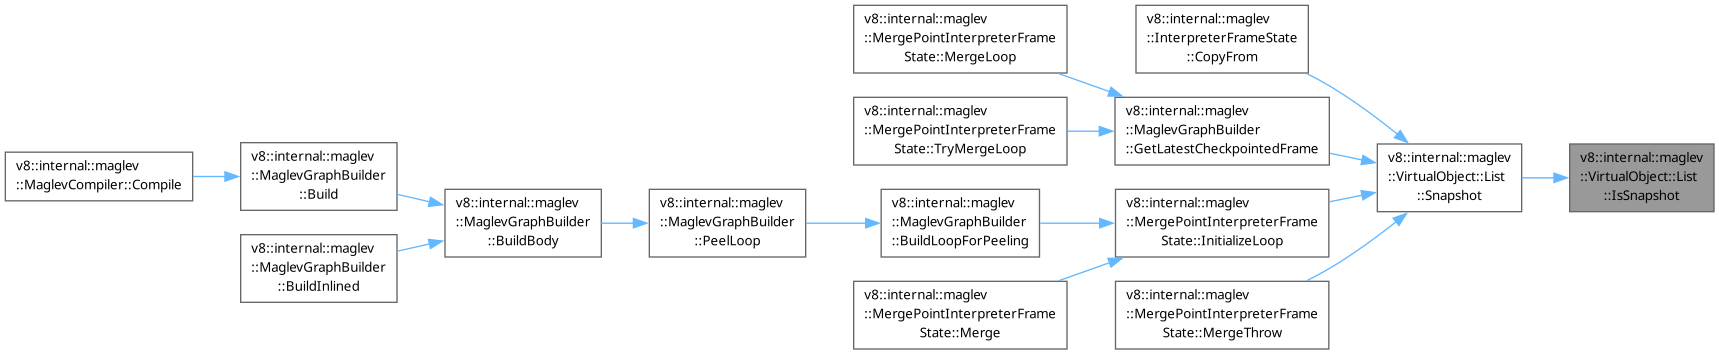 v8::internal::maglev
::MaglevCompiler::Compile
v8::internal::maglev
::MaglevGraphBuilder
::Build
v8::internal::maglev
::MaglevGraphBuilder
::BuildInlined
v8::internal::maglev
::MaglevGraphBuilder
::BuildBody
v8::internal::maglev
::MaglevGraphBuilder
::PeelLoop
v8::internal::maglev
::MergePointInterpreterFrame
State::MergeLoop
v8::internal::maglev
::MergePointInterpreterFrame
State::TryMergeLoop
v8::internal::maglev
::MaglevGraphBuilder
::BuildLoopForPeeling
v8::internal::maglev
::MergePointInterpreterFrame
State::Merge
v8::internal::maglev
::InterpreterFrameState
::CopyFrom
v8::internal::maglev
::MaglevGraphBuilder
::GetLatestCheckpointedFrame
v8::internal::maglev
::MergePointInterpreterFrame
State::InitializeLoop
v8::internal::maglev
::MergePointInterpreterFrame
State::MergeThrow
v8::internal::maglev
::VirtualObject::List
::Snapshot
v8::internal::maglev
::VirtualObject::List
::IsSnapshot